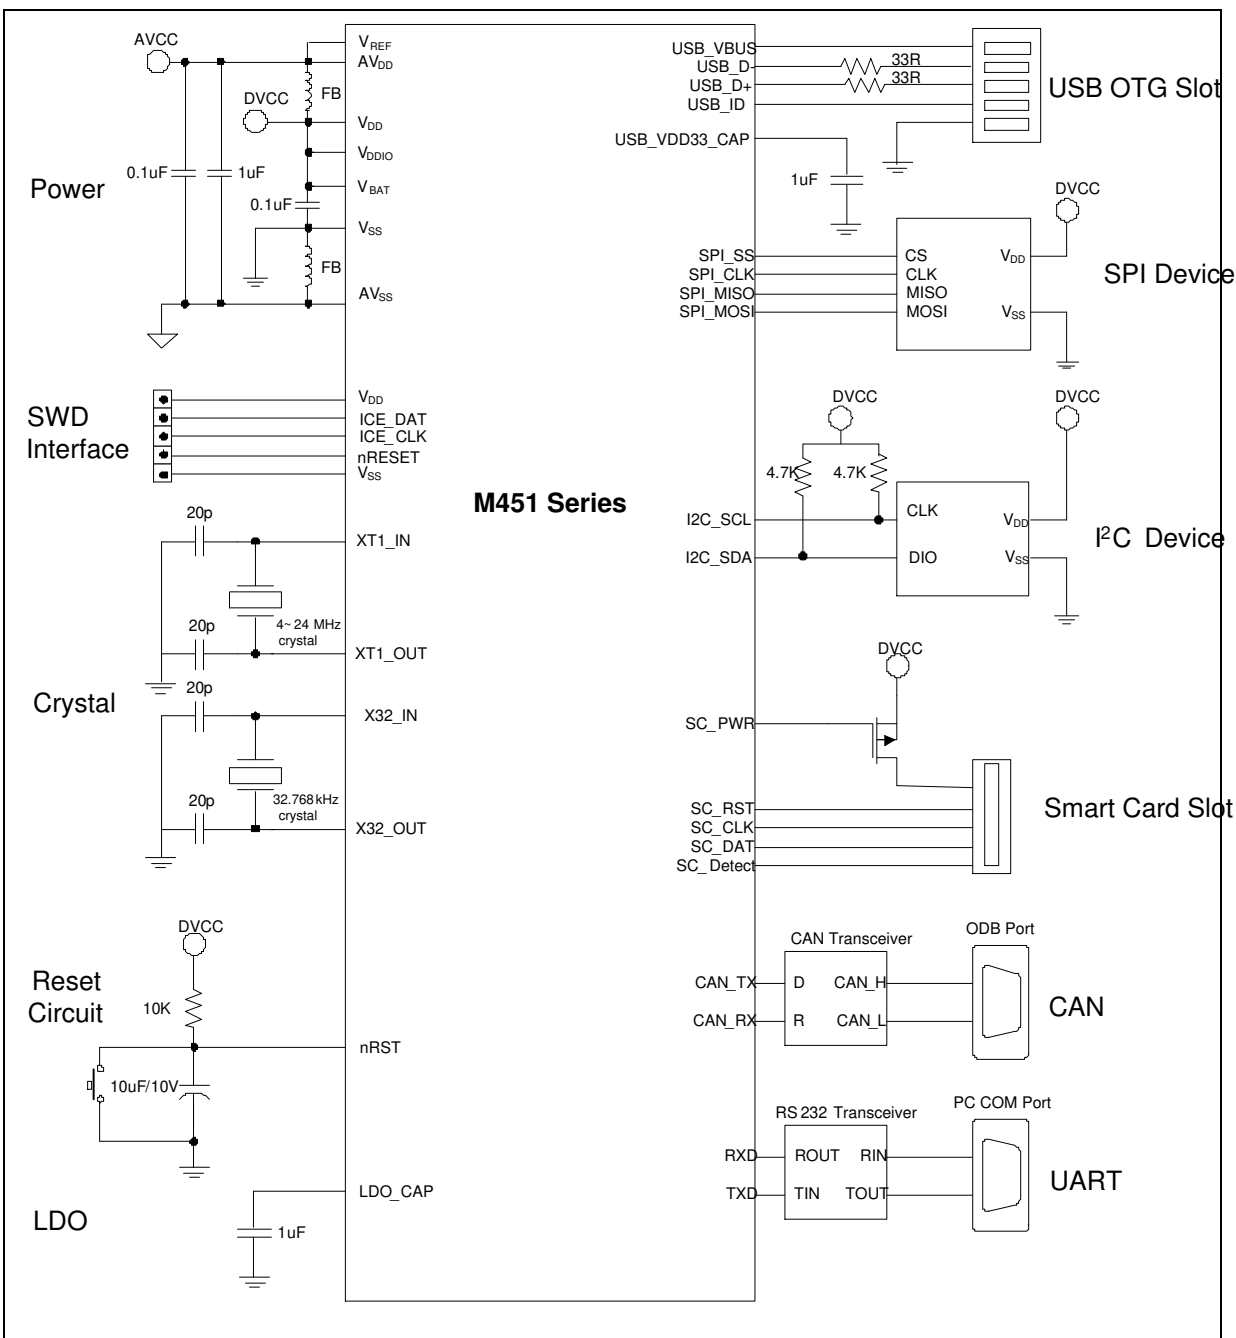 AVCC
VREF
AVDD
FB
DVCC
VDD
VDDIO
0.1uF
1uF
Power
VBAT
0.1uF
VSS
FB
AVSS
SWD
Interface
VDD
ICE_DAT
ICE_CLK
nRESET
VSS
M451 Series
20p
XT1_IN
20p
4~24 MHz
crystal
XT1_OUT
Crystal
20p
X32_IN
20p
32.768kHz
crystal
X32_OUT
DVCC
Reset
Circuit
10K
nRST
10uF/10V
LDO_CAP
LDO
1uF
USB_VBUS
USB_D-
33R
USB_D+
33R
USB_ID
USB OTG Slot
USB_VDD33_CAP
1uF
DVCC
SPI_SS
CS
VDD
SPI_CLK
CLK
SPI_MISO
MISO
SPI_MOSI
MOSI
VSS
SPI Device
DVCC
DVCC
4.7K
4.7K
I2C_SCL
CLK
VDD
I2C_SDA
DIO
VSS
I²C Device
DVCC
SC_PWR
SC_RST
SC_CLK
SC_DAT
SC_Detect
Smart Card Slot
CAN Transceiver
ODB Port
CAN_TX
D
CAN_H
CAN_RX
R
CAN_L
CAN
RS232 Transceiver
PC COM Port
RXD
ROUT
RIN
TXD
TIN
TOUT
UART